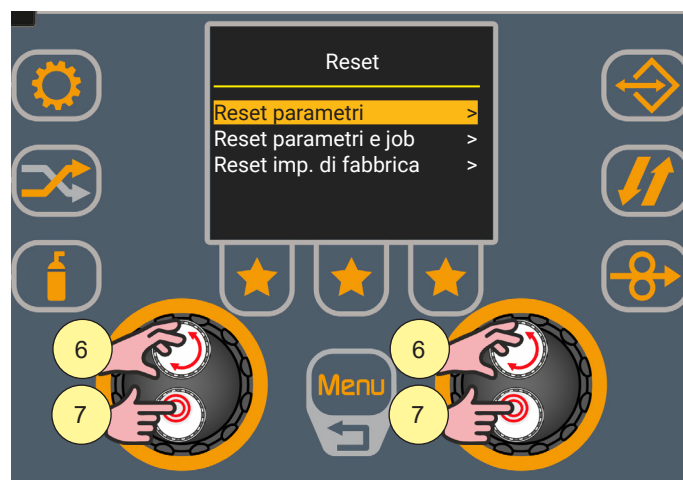 Reset
Reset parametri >
Reset parametri e job >
Reset imp. di fabbrica >
6
6
7
7
Menu